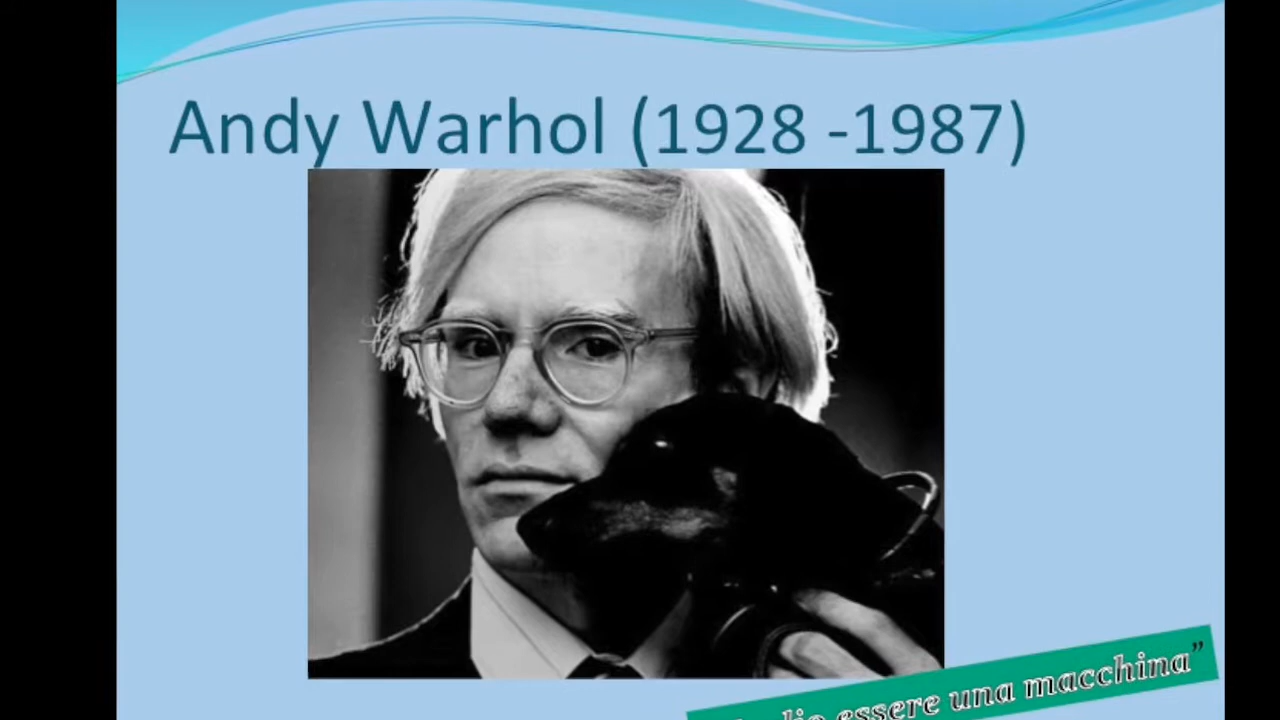 Andy Warhol (1928 -1987)
essere una macchina”